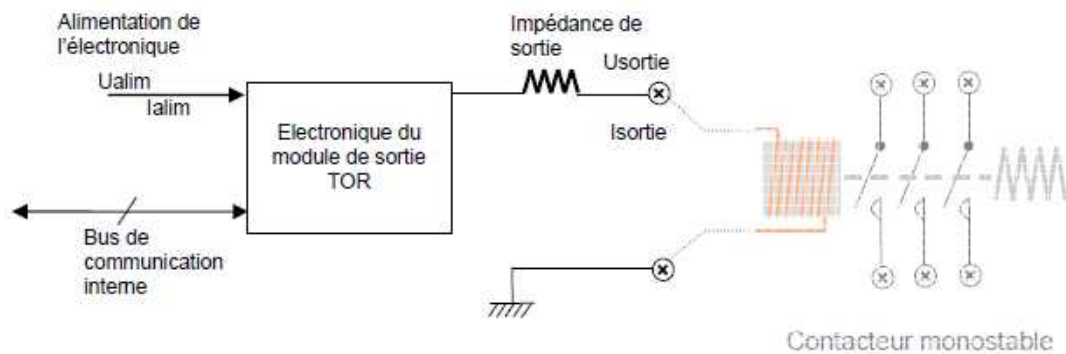 Alimentation de
l'électronique
Ualim
Ialim
Electronique du
module de sortie
TOR
Bus de
communication
interne
Impédance de
sortie
Usortie
Isortie
Contacteur monostable